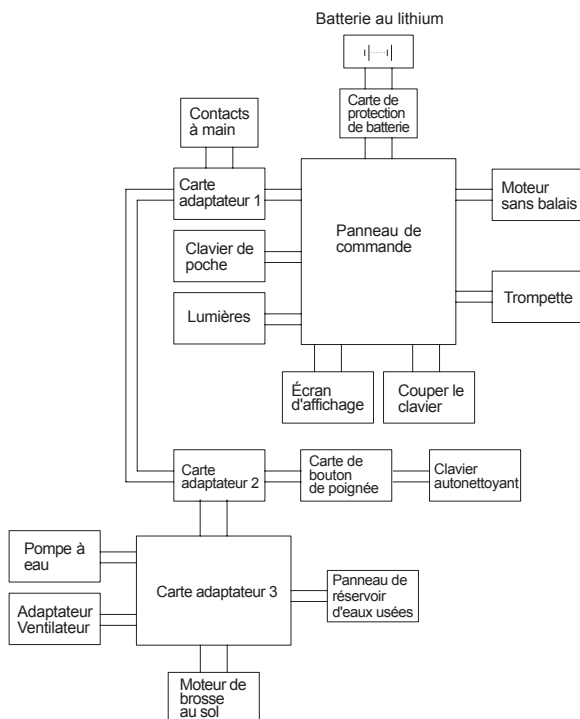 Batterie au lithium
Carte de
protection
de batterie
Contacts
à main
Carte
adaptateur 1
Panneau de
commande
Moteur
sans balais
Clavier de
poche
Trompette
Lumières
Écran
d'affichage
Couper le
clavier
Carte
adaptateur 2
Carte de
bouton
de poignée
Clavier
autonettoyant
Pompe à
eau
Carte adaptateur 3
Panneau de
réservoir
d'eaux usées
Adaptateur
Ventilateur
Moteur de
brosse
au sol